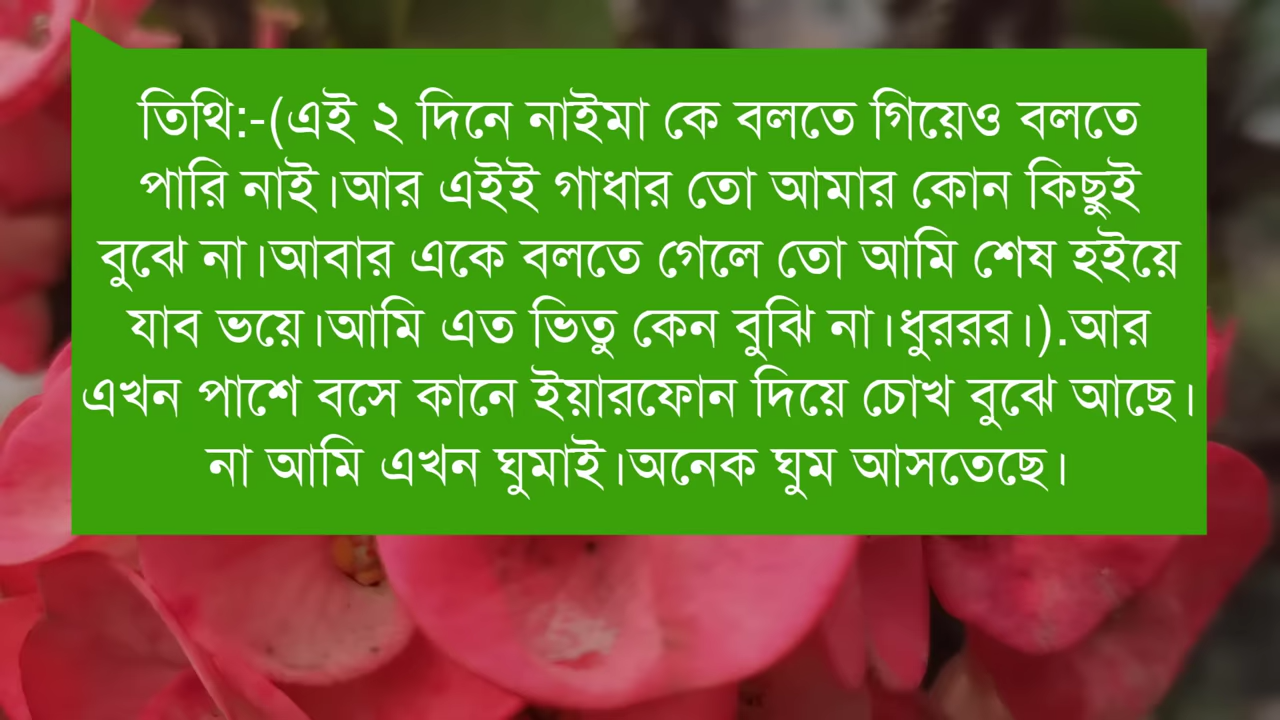 তিথি:-(এই ২ দিনে নাইমা কে বলতে গিয়েও বলতে
পারি নাই।আর এইই গাধার তো আমার কোন কিছুই
বুঝে না।আবার একে বলতে গেলে তো আমি শেষ হইয়ে
যাব ভয়ে।আমি এত ভিতু কেন বুঝি না।ধুররর।).আর
এখন পাশে বসে কানে ইয়ারফোন দিয়ে চোখ বুঝে আছে।
না আমি এখন ঘুমাই।অনেক ঘুম আসতেছে।